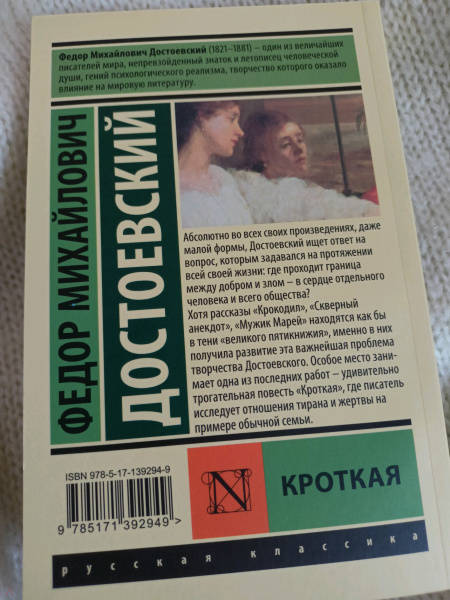 Федор Михайлович Достоевский (1821–1881) – один из величайших
писателей мира, непревзойденный знаток и летописец человеческой
души, гений психологического реализма, творчество которого оказало
влияние на мировую литературу.
ФЕДОР МИХАЙЛОВИЧ
ДОСТОЕВСКИЙ
Абсолютно во всех своих произведениях, даже
малой формы, Достоевский ищет ответ на
вопрос, которым задавался на протяжении
всей своей жизни: где проходит граница
между добром и злом – в сердце отдельного
человека и всего общества?
Хотя рассказы «Крокодил», «Скверный
анекдот», «Мужик Марей» находятся как бы
в тени «великого пятикнижия», именно в них
получила развитие эта важнейшая проблема
творчества Достоевского. Особое место зани-
мает одна из последних работ – удивительно
трогательная повесть «Кроткая», где писатель
исследует отношения тирана и жертвы на
примере обычной семьи.
ISBN 978-5-17-139294-9
9 785171 392949 >
N
КРОТКАЯ
русская классика